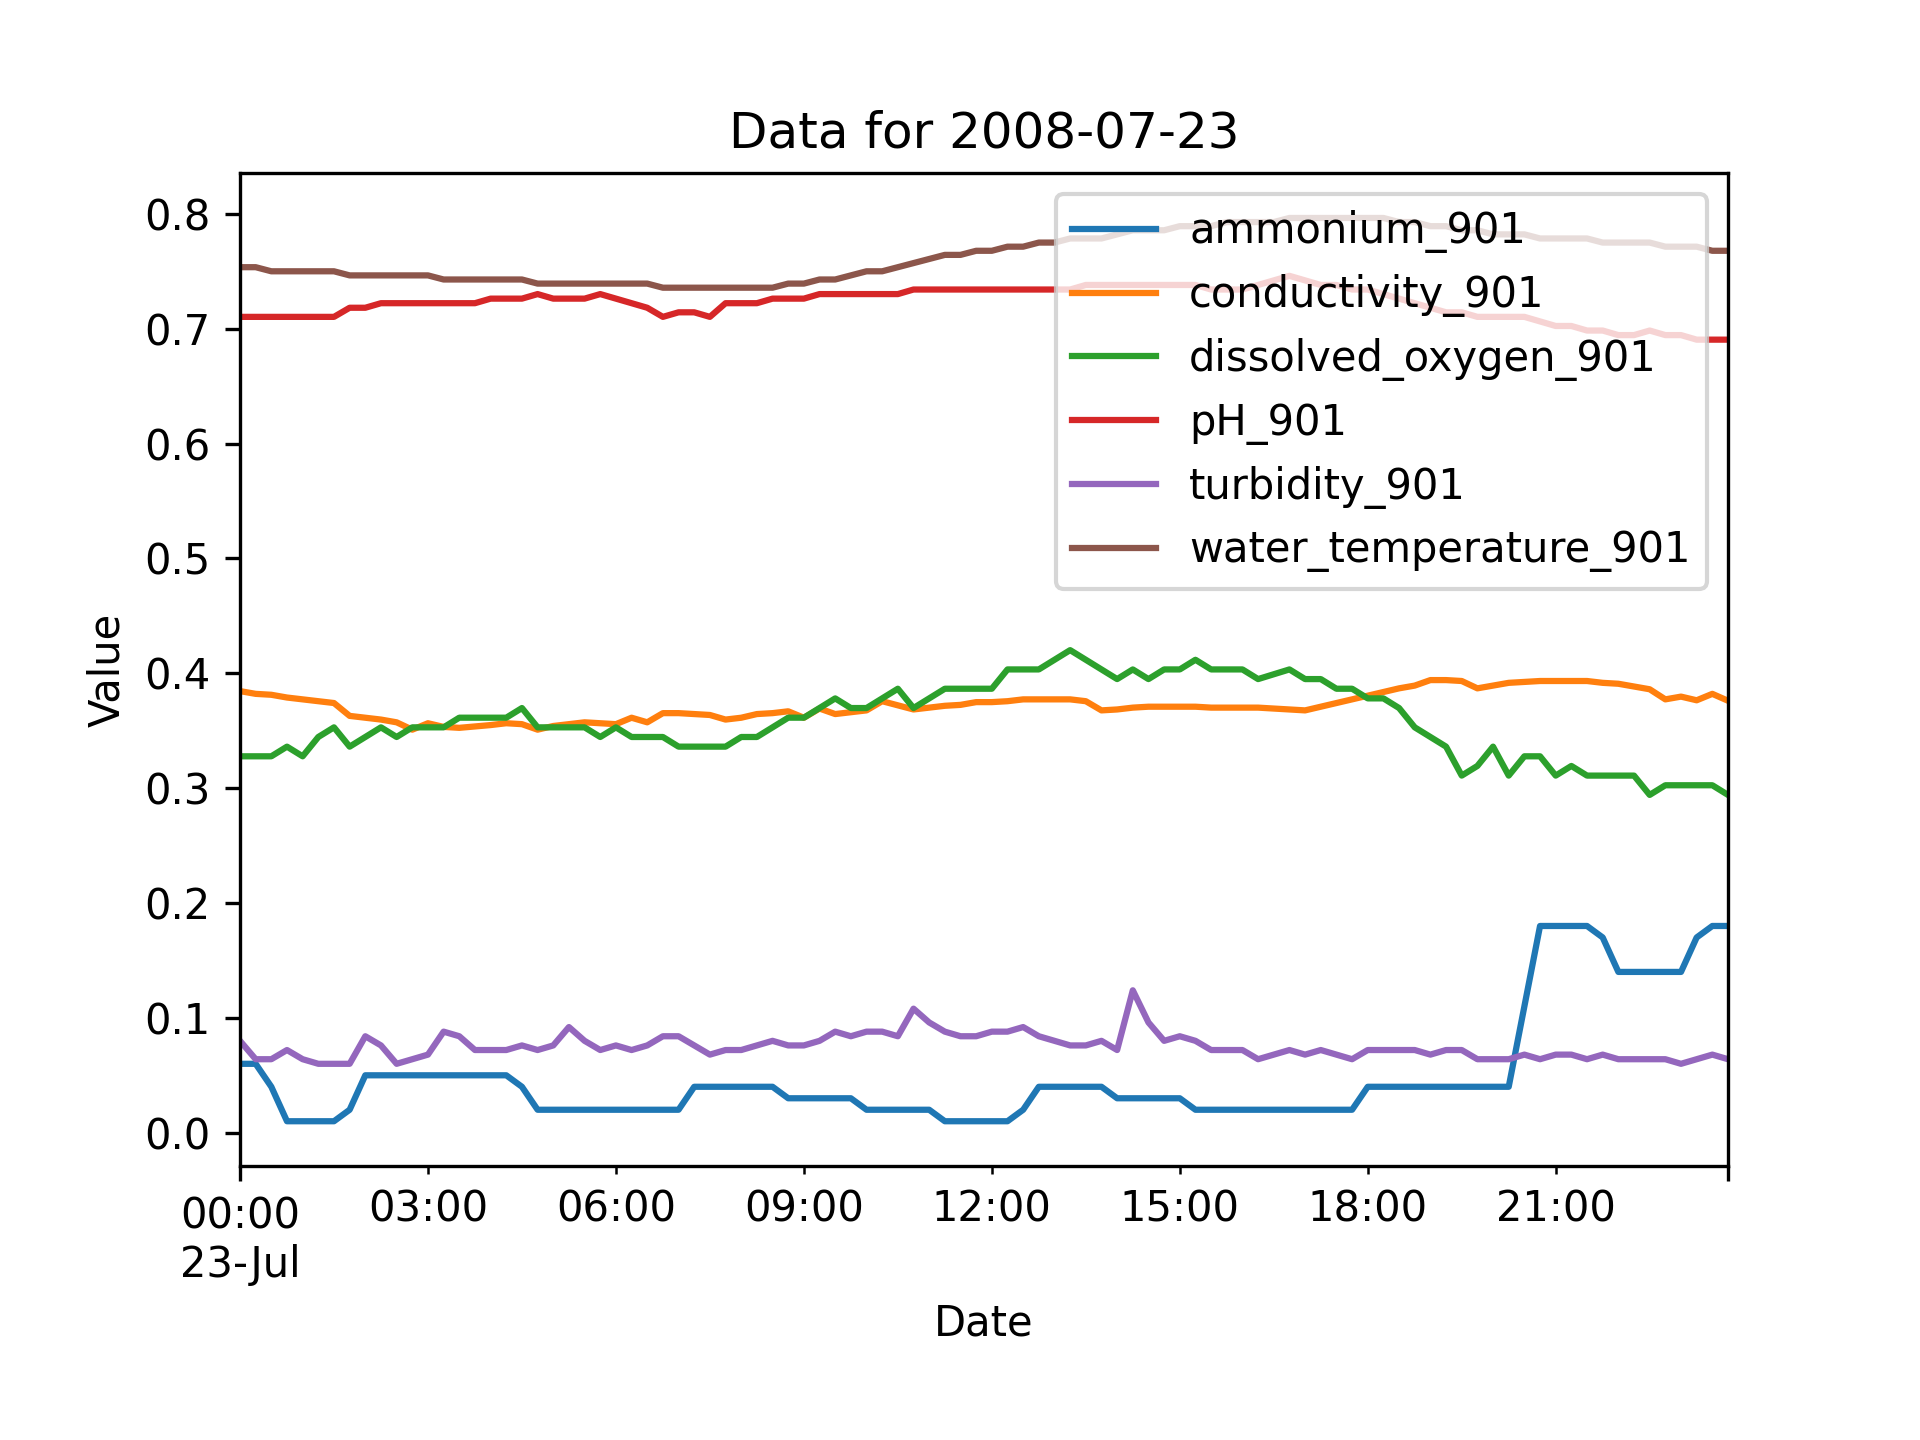 Data for 2008-07-23
0.8
0.7
0.6
0.5
0.4
0.3
0.2
0.1
0.0
Value
ammonium_901
conductivity_901
dissolved_oxygen_901
pH_901
turbidity_901
water_temperature_901
00:00 03:00 06:00 09:00 12:00 15:00 18:00 21:00
23-Jul
Date